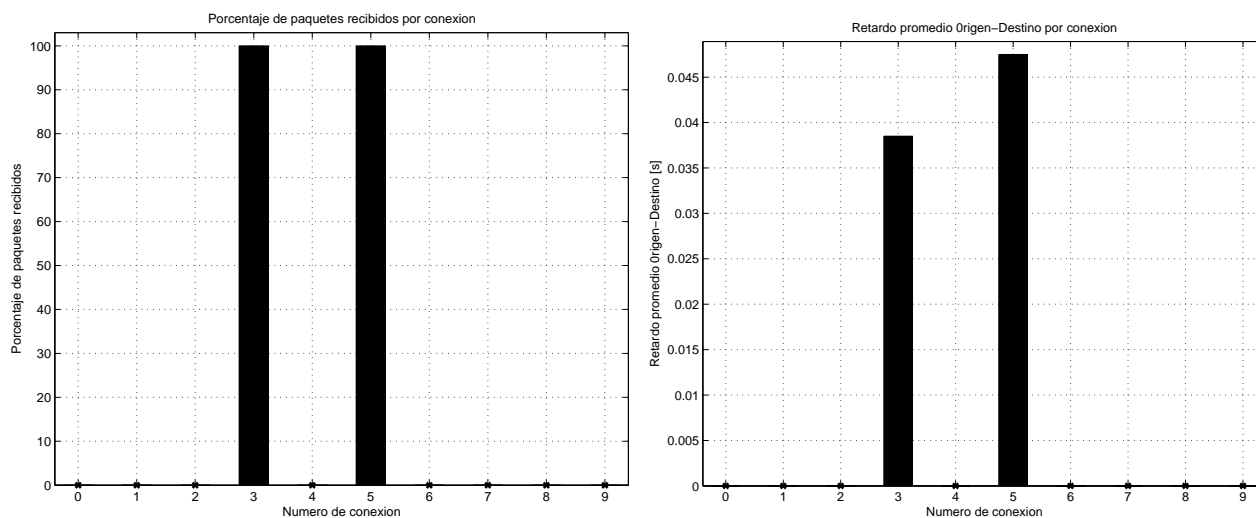 Porcentaje de paquetes recibidos por conexion
100
90
80
70
60
50
40
30
20
10
0
Porcentaje de paquetes recibidos
0 1 2 3 4 5 6 7 8 9
Numero de conexion
Retardo promedio 0rigen−Destino por conexion
0.045
0.04
0.035
0.03
0.025
0.02
0.015
0.01
0.005
0
Retardo promedio 0rigen−Destino [s]
0 1 2 3 4 5 6 7 8 9
Numero de conexion